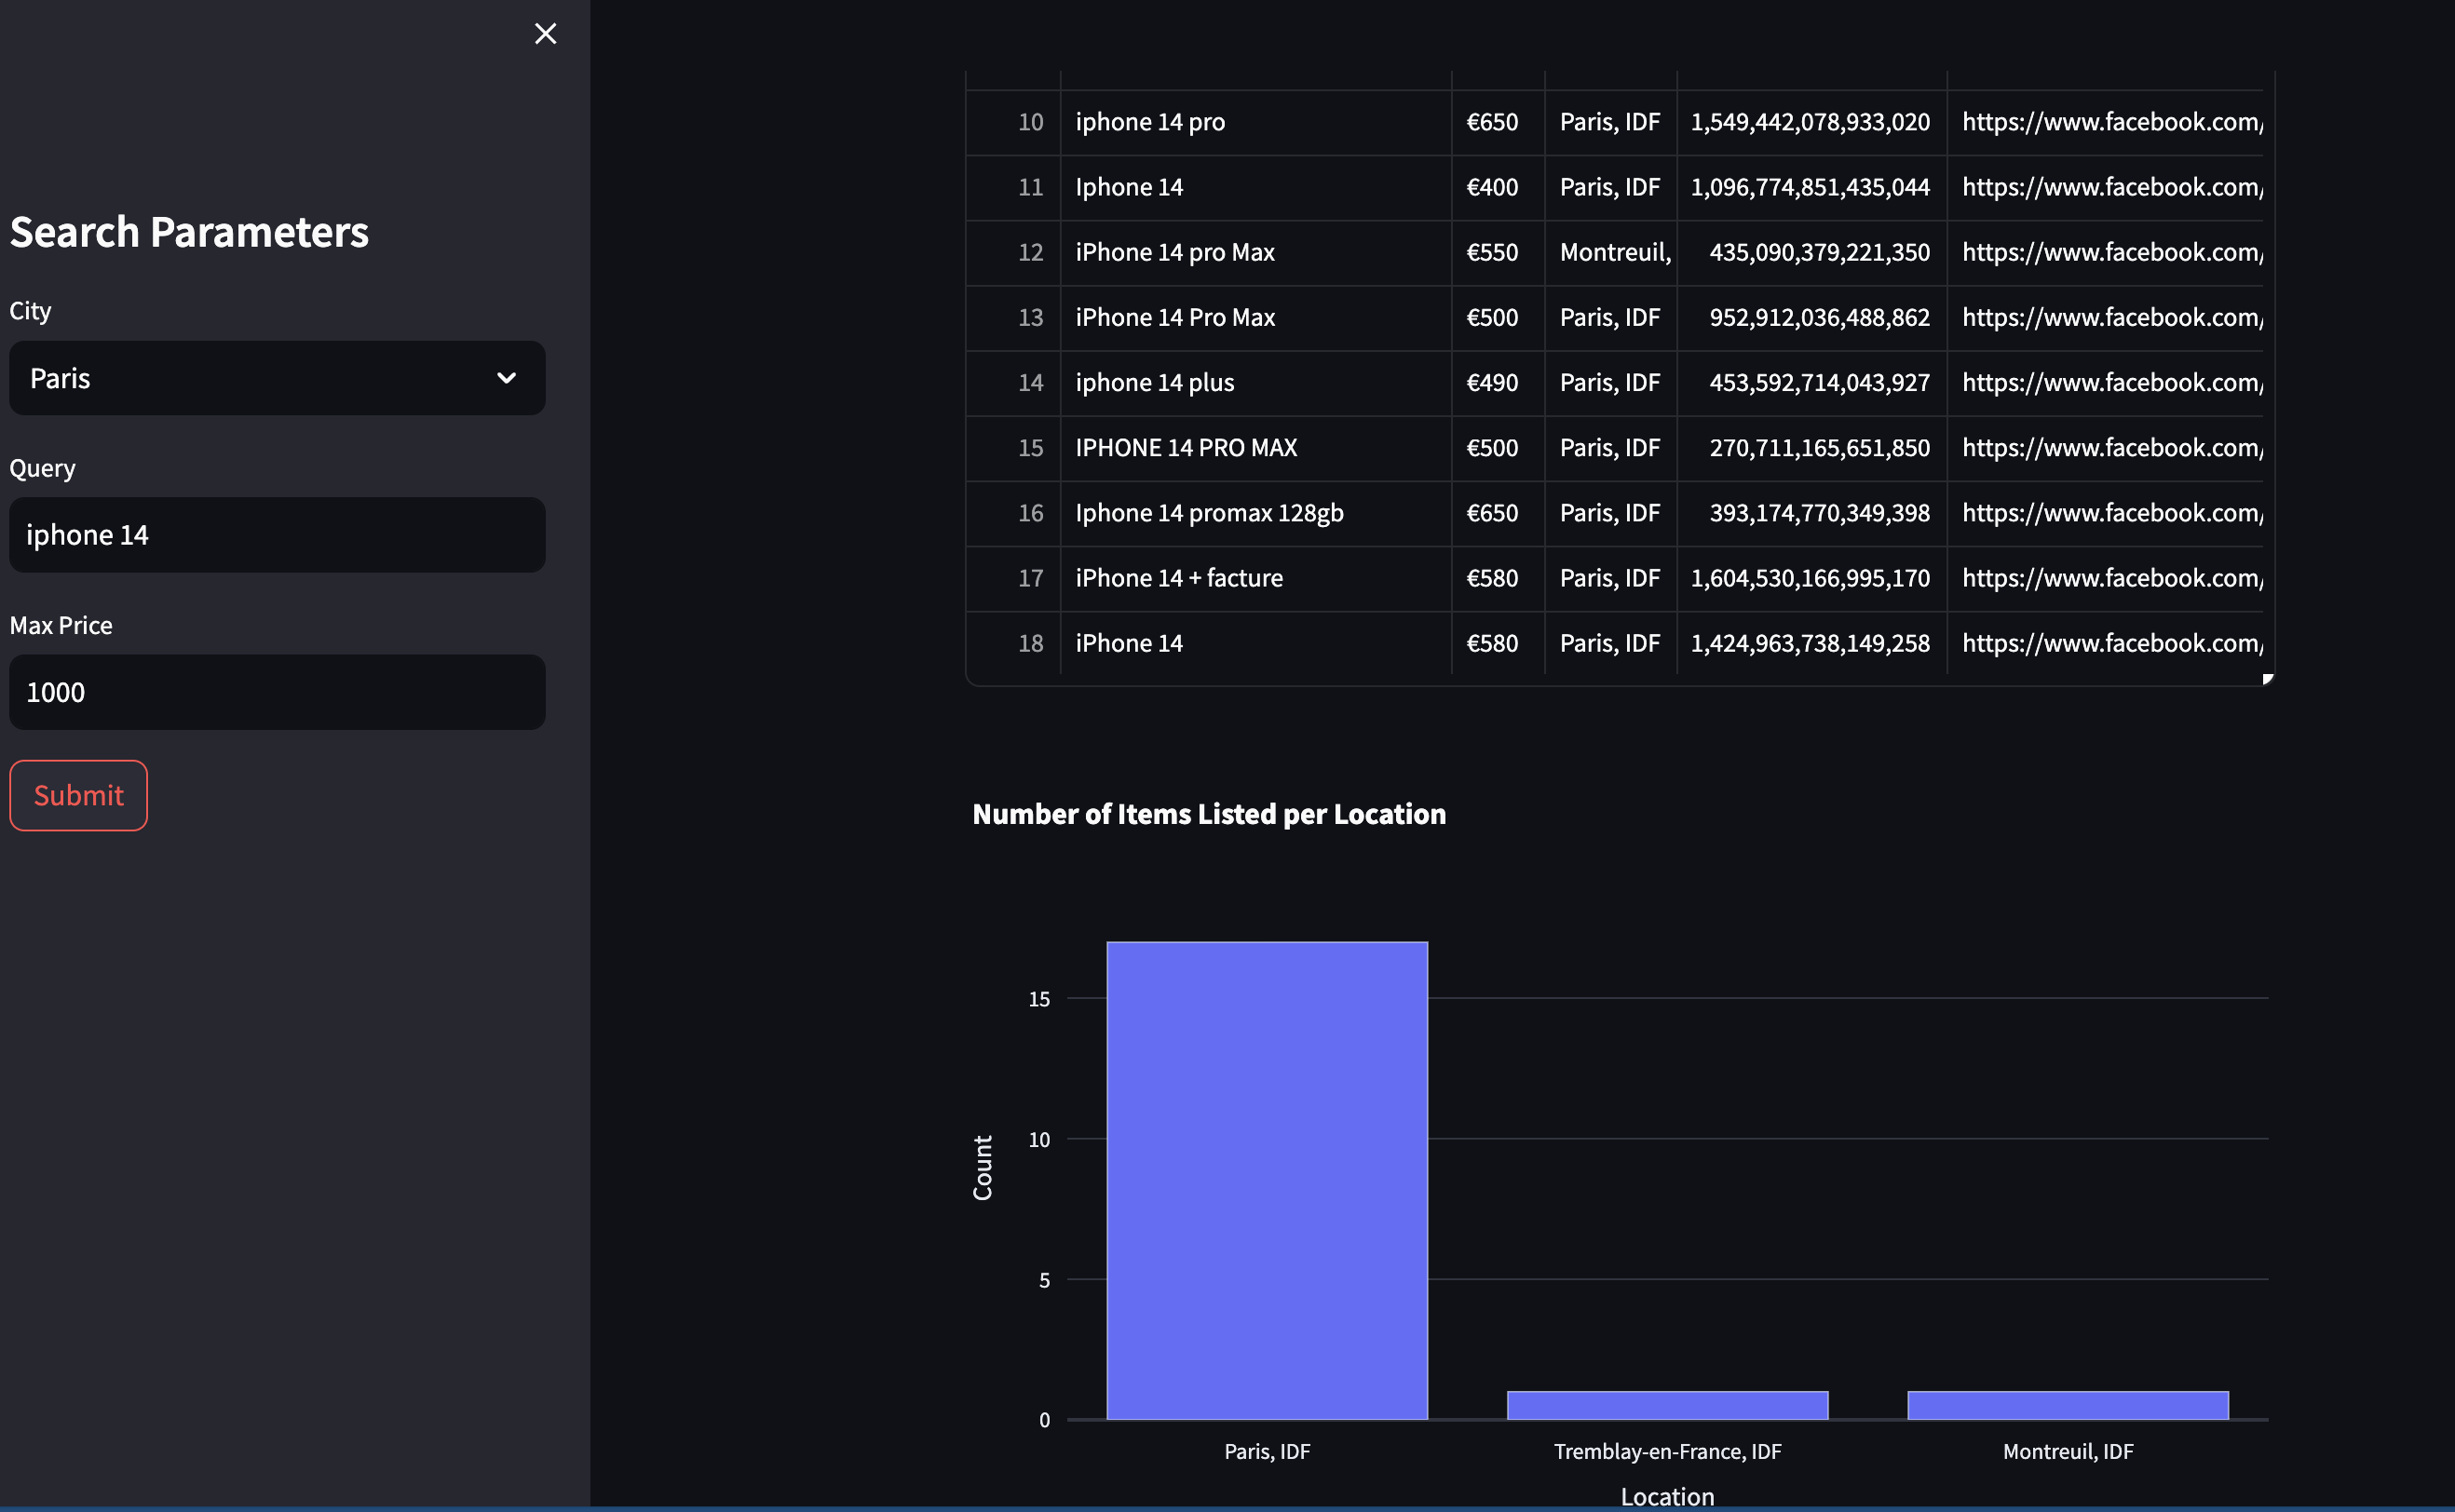 Search Parameters
City
Paris
Query
iphone 14
Max Price
1000
Submit
10 iphone 14 pro €650 Paris, IDF 1,549,442,078,933,020 https://www.facebook.com/
11 Iphone 14 €400 Paris, IDF 1,096,774,851,435,044 https://www.facebook.com/
12 iPhone 14 pro Max €550 Montreuil, 435,090,379,221,350 https://www.facebook.com/
13 iPhone 14 Pro Max €500 Paris, IDF 952,912,036,488,862 https://www.facebook.com/
14 iphone 14 plus €490 Paris, IDF 453,592,714,043,927 https://www.facebook.com/
15 IPHONE 14 PRO MAX €500 Paris, IDF 270,711,165,651,850 https://www.facebook.com/
16 Iphone 14 promax 128gb €650 Paris, IDF 393,174,770,349,398 https://www.facebook.com/
17 iPhone 14 + facture €580 Paris, IDF 1,604,530,166,995,170 https://www.facebook.com/
18 iPhone 14 €580 Paris, IDF 1,424,963,738,149,258 https://www.facebook.com/
Number of Items Listed per Location
15
10
5
0
Count
Paris, IDF Tremblay-en-France, IDF Montreuil, IDF
Location